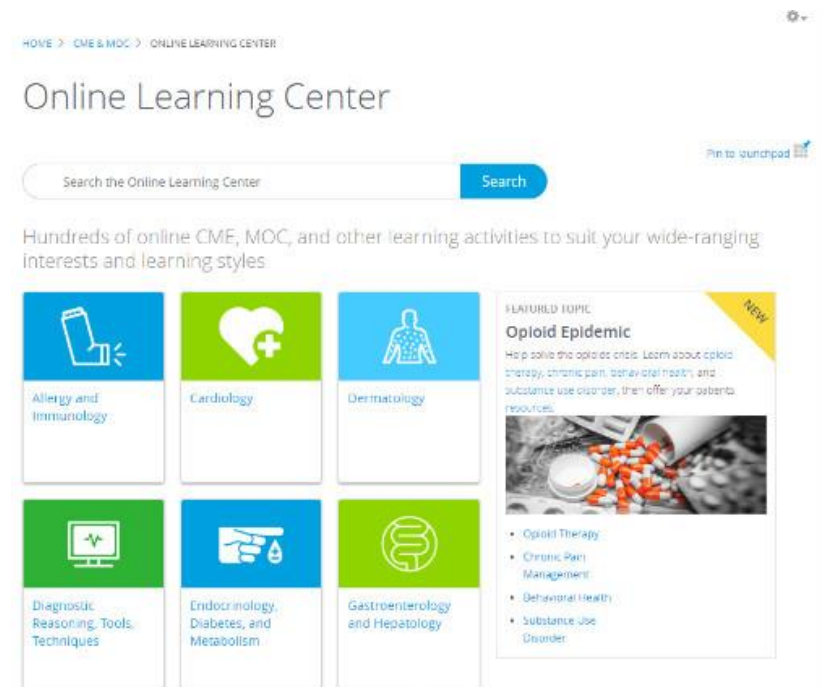 HOME > CME & MOC > ONLINE LEARNING CENTER
Online Learning Center
Pin to launchpad
Search the Online Learning Center
Search
Hundreds of online CME, MOC, and other learning activities to suit your wide-ranging
interests and learning styles
Allergy and
Immunology
Cardiology
Dermatology
Diagnostic
Reasoning, Tools,
Techniques
Endocrinology,
Diabetes, and
Metabolism
Gastroenterology
and Hepatology
FEATURED TOPIC
NEW
Opioid Epidemic
Help solve the opioids crisis. Learn about opioid
therapy, chronic pain, behavioral health, and
substance use disorder, then offer your patients
resources.
• Opioid Therapy
• Chronic Pain
Management
• Behavioral Health
• Substance Use
Disorder